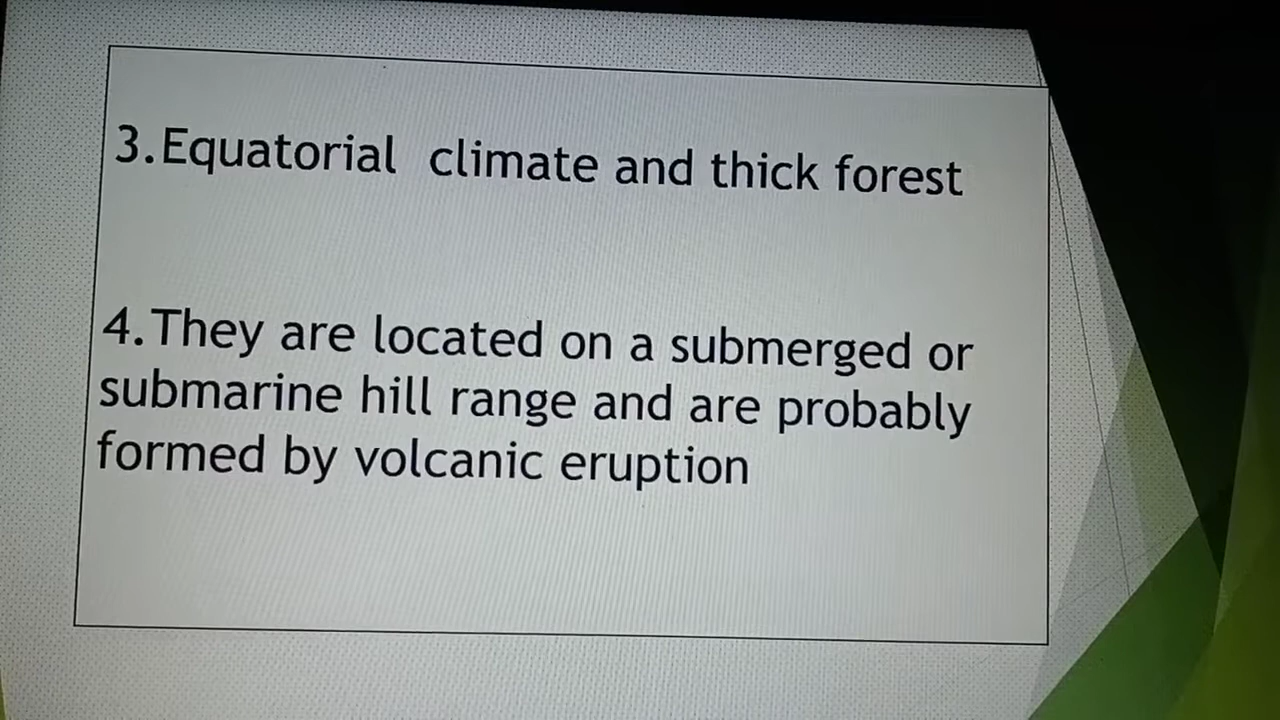 3.Equatorial climate and thick forest
4.They are located on a submerged or
submarine hill range and are probably
formed by volcanic eruption